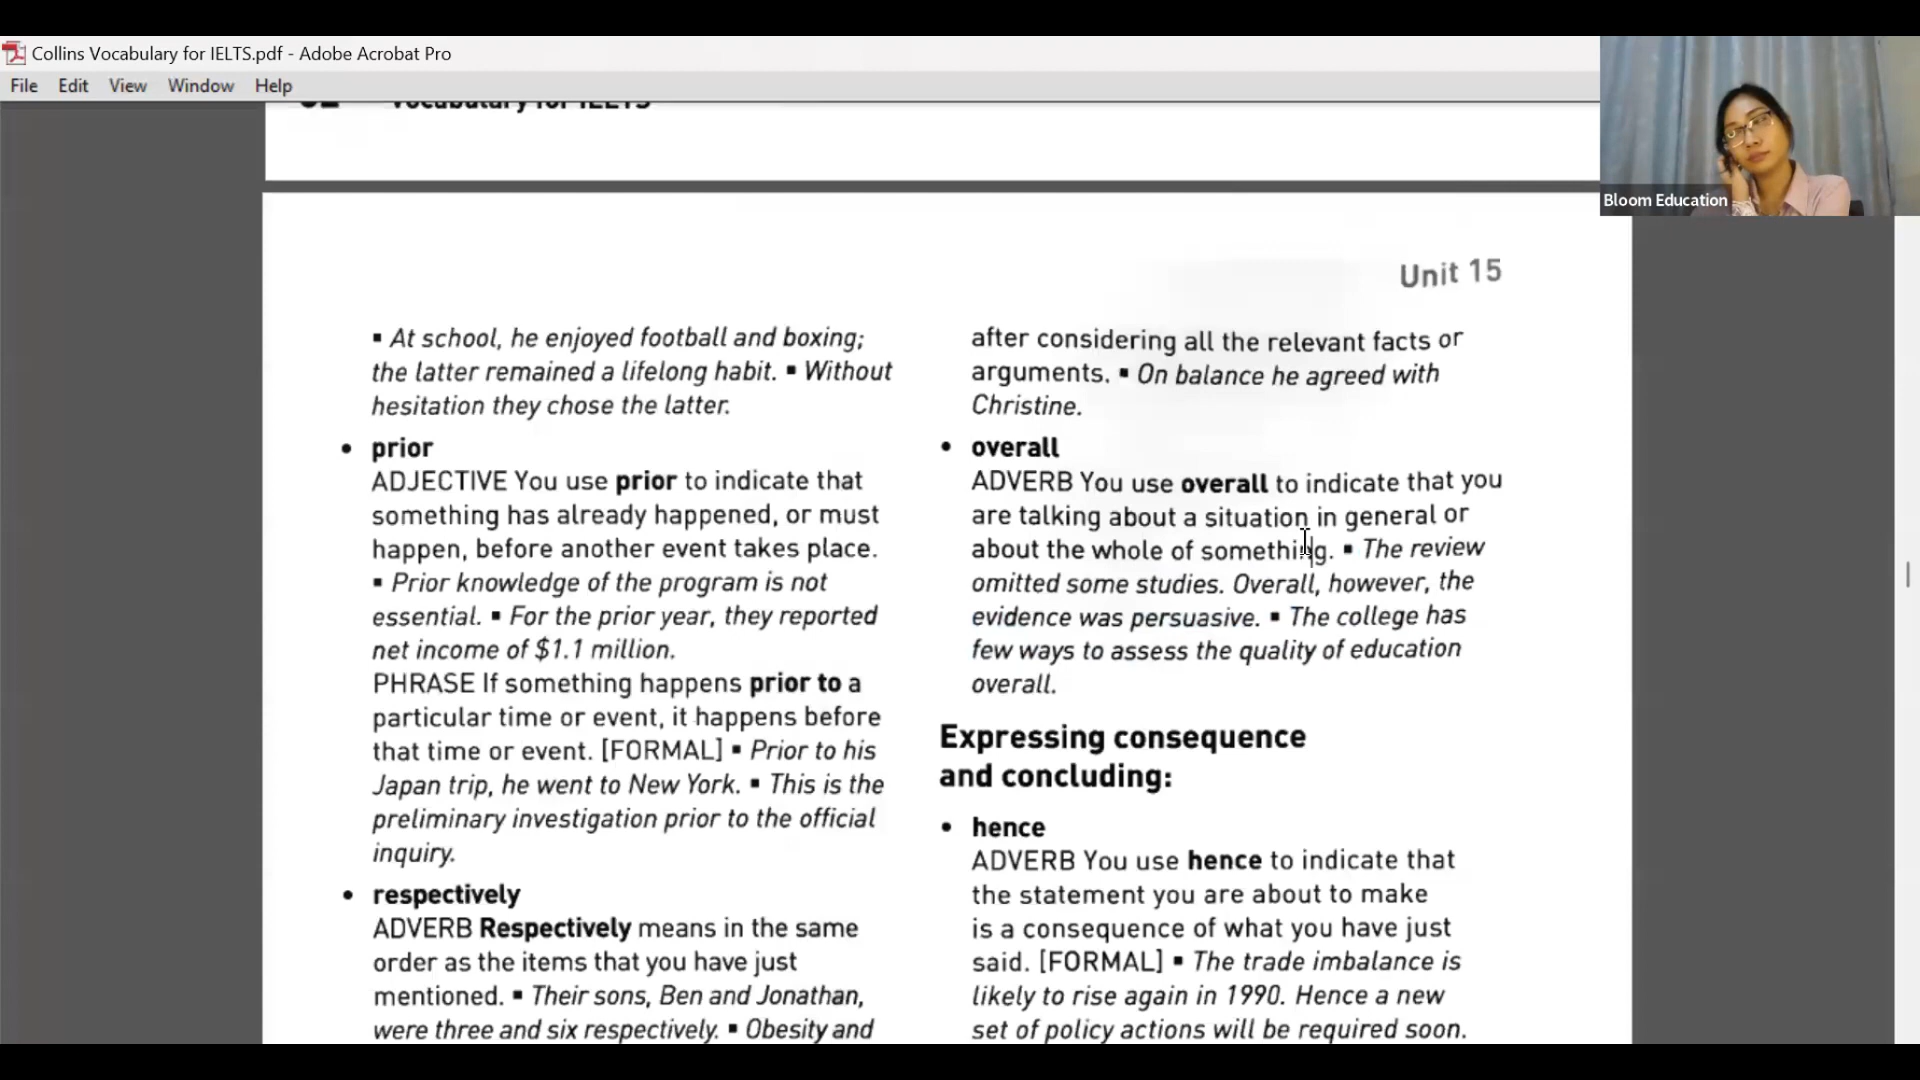 Collins Vocabulary for IELTS.pdf - Adobe Acrobat Pro
File Edit View Window Help
Vocabulary for IELTS
Bloom Education
Unit 15
▪ At school, he enjoyed football and boxing;
the latter remained a lifelong habit. ▪ Without
hesitation they chose the latter.
• prior
ADJECTIVE You use prior to indicate that
something has already happened, or must
happen, before another event takes place.
▪ Prior knowledge of the program is not
essential. ▪ For the prior year, they reported
net income of $1.1 million.
PHRASE If something happens prior to a
particular time or event, it happens before
that time or event. [FORMAL] ▪ Prior to his
Japan trip, he went to New York. ▪ This is the
preliminary investigation prior to the official
inquiry.
• respectively
ADVERB Respectively means in the same
order as the items that you have just
mentioned. ▪ Their sons, Ben and Jonathan,
were three and six respectively. ▪ Obesity and
after considering all the relevant facts or
arguments. ▪ On balance he agreed with
Christine.
• overall
ADVERB You use overall to indicate that you
are talking about a situation in general or
about the whole of something. ▪ The review
omitted some studies. Overall, however, the
evidence was persuasive. ▪ The college has
few ways to assess the quality of education
overall.
Expressing consequence
and concluding:
• hence
ADVERB You use hence to indicate that
the statement you are about to make
is a consequence of what you have just
said. [FORMAL] ▪ The trade imbalance is
likely to rise again in 1990. Hence a new
set of policy actions will be required soon.